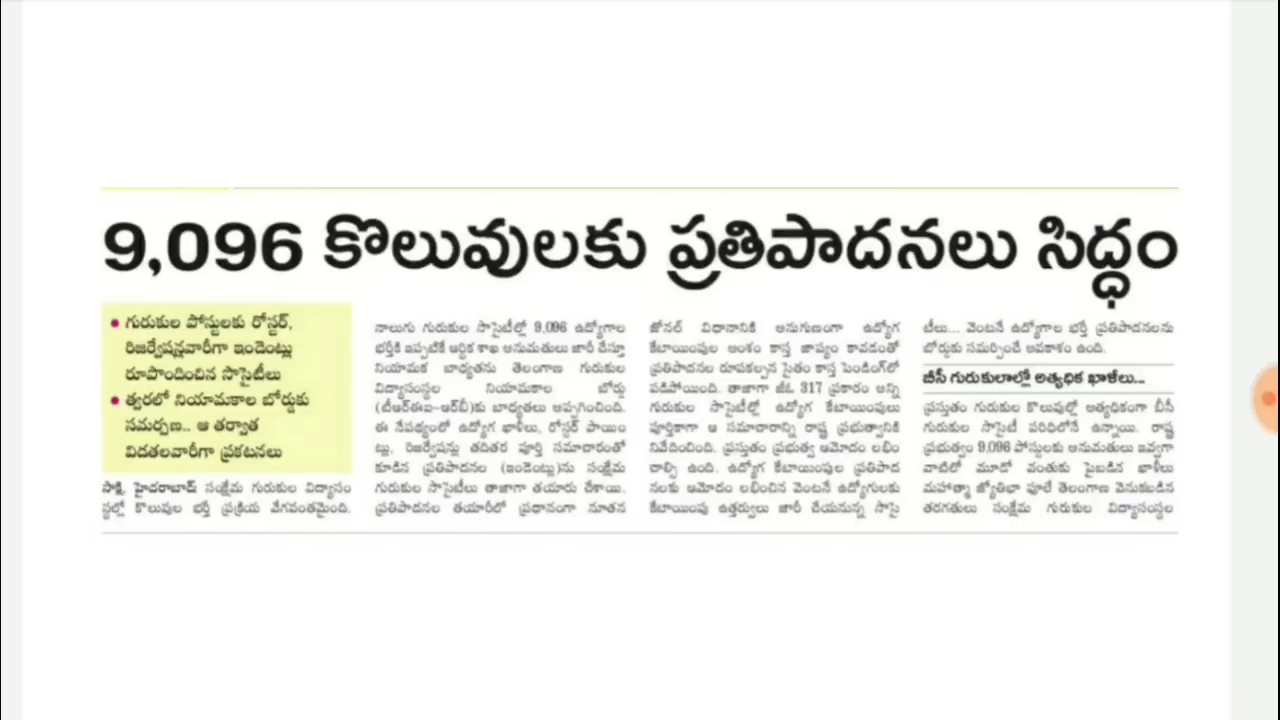 9,096 కొలువులకు ప్రతిపాదనలు సిద్ధం
• గురుకుల పోస్టులకు రోస్టర్,
రిజర్వేషన్లవారీగా ఇండెంట్లు
రూపొందించిన సొసైటీలు
• త్వరలో నియామకాల బోర్డుకు
సమర్పణ.. ఆ తర్వాత
విడతలవారీగా ప్రకటనలు
సాక్షి, హైదరాబాద్: సంక్షేమ గురుకుల విద్యాసం
స్థల్లో కొలువుల భర్తీ ప్రక్రియ వేగవంతమైంది.
నాలుగు గురుకుల సొసైటీల్లో 9,096 ఉద్యోగాల
భర్తీకి ఇప్పటికే ఆర్థిక శాఖ అనుమతులు జారీ చేస్తూ
నియామక బాధ్యతను తెలంగాణ గురుకుల
విద్యాసంస్థల నియామకాల బోర్డు
(టీఆర్‌ఈఐ-ఆర్‌బీ)కు బాధ్యతలు అప్పగించింది.
ఈ నేపథ్యంలో ఉద్యోగ ఖాళీలు, రోస్టర్ పాయిం
ట్లు, రిజర్వేషన్లు తదితర పూర్తి సమాచారంతో
కూడిన ప్రతిపాదనల (ఇండెంట్లు)ను సంక్షేమ
గురుకుల సొసైటీలు తాజాగా తయారు చేశాయి.
ప్రతిపాదనల తయారీలో ప్రధానంగా నూతన
జోనల్ విధానానికి అనుగుణంగా ఉద్యోగ
కేటాయింపుల అంశం కాస్త జాప్యం కావడంతో
ప్రతిపాదనల రూపకల్పన సైతం కాస్త పెండింగ్‌లో
పడిపోయింది. తాజాగా జీఓ 317 ప్రకారం అన్ని
గురుకుల సొసైటీల్లో ఉద్యోగ కేటాయింపులు
పూర్తికాగా ఆ సమాచారాన్ని రాష్ట్ర ప్రభుత్వానికి
నివేదించింది. ప్రస్తుతం ప్రభుత్వ ఆమోదం లభిం
చాల్సి ఉంది. ఉద్యోగ కేటాయింపుల ప్రతిపాద
నలకు ఆమోదం లభించిన వెంటనే ఉద్యోగులకు
కేటాయింపు ఉత్తర్వులు జారీ చేయనున్న సొసై
టీలు... వెంటనే ఉద్యోగాల భర్తీ ప్రతిపాదనలను
బోర్డుకు సమర్పించే అవకాశం ఉంది.
బీసీ గురుకులాల్లో అత్యధిక ఖాళీలు...
ప్రస్తుతం గురుకుల కొలువుల్లో అత్యధికంగా బీసీ
గురుకుల సొసైటీ పరిధిలోనే ఉన్నాయి. రాష్ట్ర
ప్రభుత్వం 9,096 పోస్టులకు అనుమతులు ఇవ్వగా
వాటిలో మూడో వంతుకు పైబడిన ఖాళీలు
మహాత్మా జ్యోతిభా పూలే తెలంగాణ వెనుకబడిన
తరగతులు సంక్షేమ గురుకుల విద్యాసంస్థల